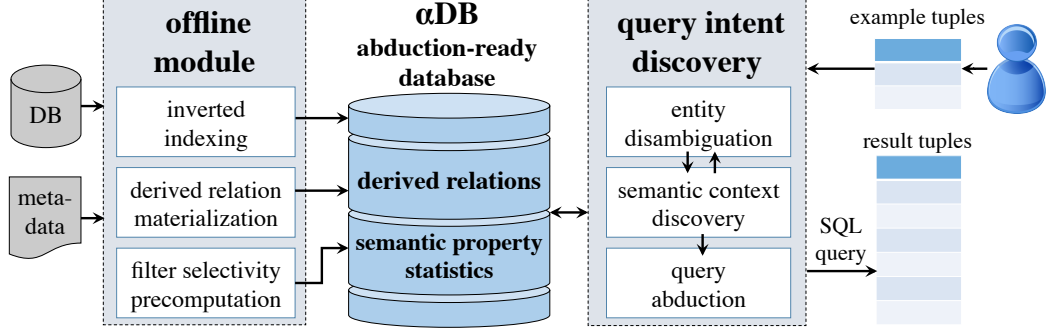 offline
module
DB
meta-
data
inverted
indexing
derived relation
materialization
filter selectivity
precomputation
αDB
abduction-ready
database
derived relations
semantic property
statistics
query intent
discovery
entity
disambiguation
semantic context
discovery
query
abduction
example tuples
result tuples
SQL
query